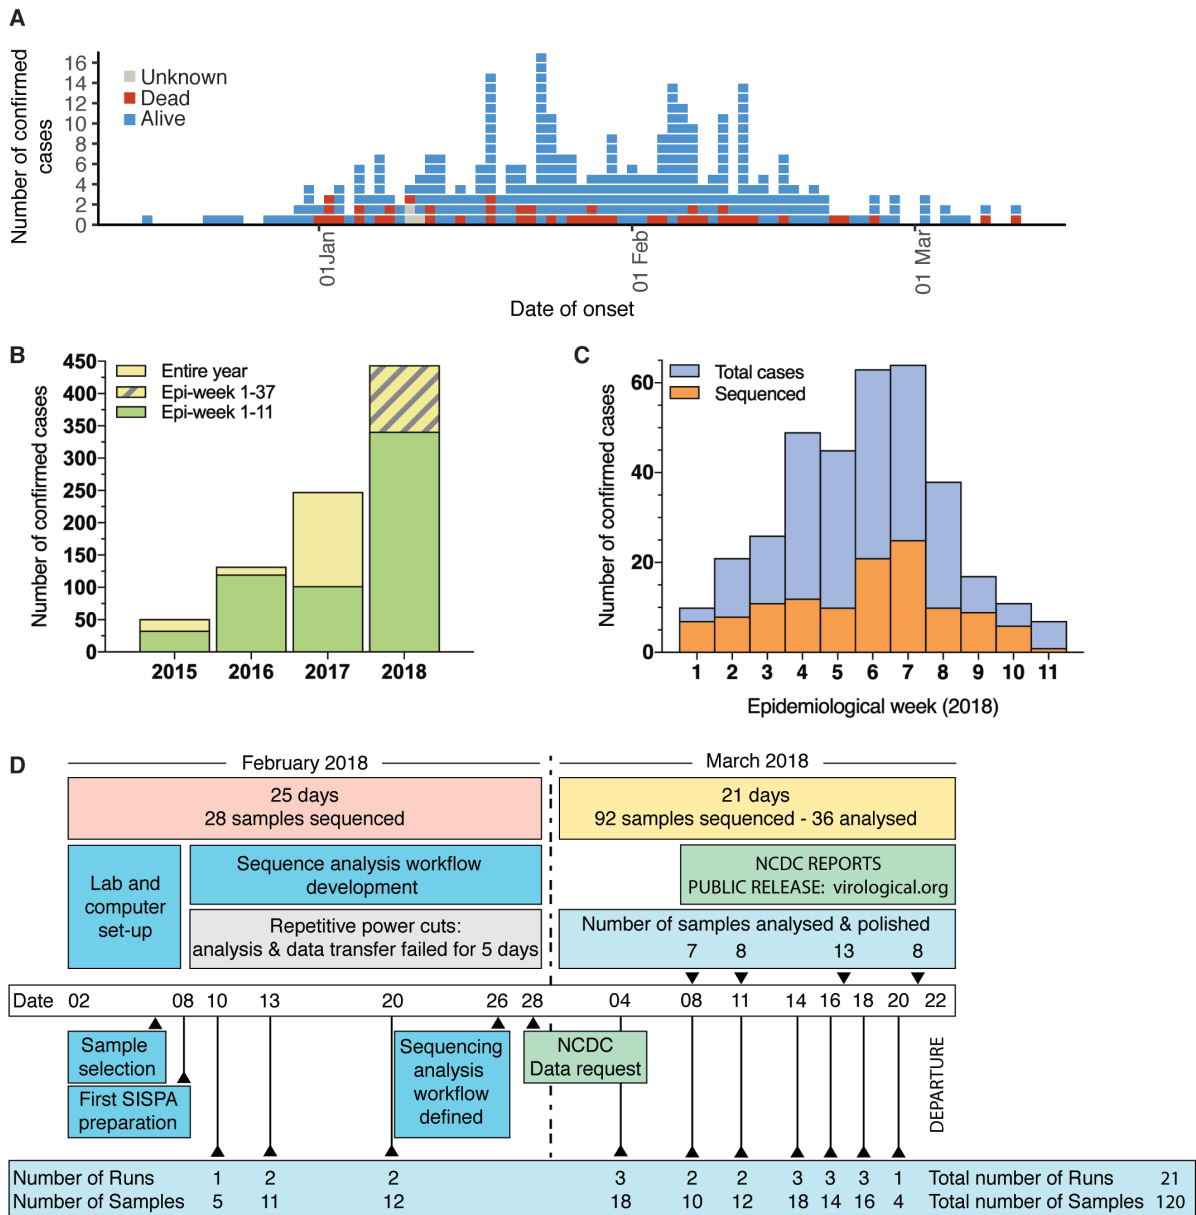 A
Number of confirmed
cases
16
14
12
10
8
6
4
2
0
Unknown
Dead
Alive
01Jan
01 Feb
01 Mar
Date of onset
B
Number of confirmed cases
450
400
350
300
250
200
150
100
50
0
Entire year
Epi-week 1-37
Epi-week 1-11
2015 2016 2017 2018
C
Number of confirmed cases
60
40
20
0
Total cases
Sequenced
1 2 3 4 5 6 7 8 9 10 11
Epidemiological week (2018)
D
February 2018
March 2018
25 days
28 samples sequenced
21 days
92 samples sequenced - 36 analysed
Lab and
computer
set-up
Sequence analysis workflow
development
Repetitive power cuts:
analysis & data transfer failed for 5 days
NCDC REPORTS
PUBLIC RELEASE: virological.org
Number of samples analysed & polished
7 8 13 8
Date 02 08 10 13 20 26 28 04 08 11 14 16 18 20 22
Sample
selection
First SISPA
preparation
Sequencing
analysis
workflow
defined
NCDC
Data request
DEPARTURE
Number of Runs 1 2 2 3 2 2 3 3 3 1 Total number of Runs 21
Number of Samples 5 11 12 18 10 12 18 14 16 4 Total number of Samples 120